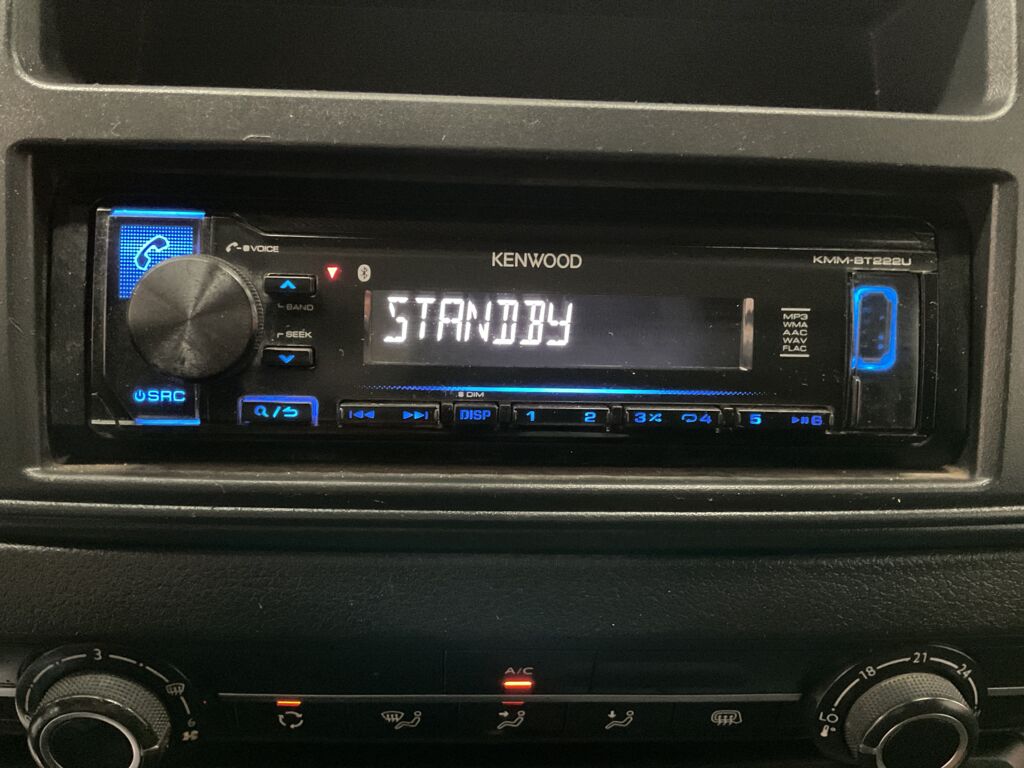 VOICE
KENWOOD
KMM-BT222U
BAND
SEEK
STANDBY
MP3
WMA
AAC
WAV
FLAC
SRC
DIM
DISP 1 2 3 4 5 6
A/C
3
6
LO 18 21 24